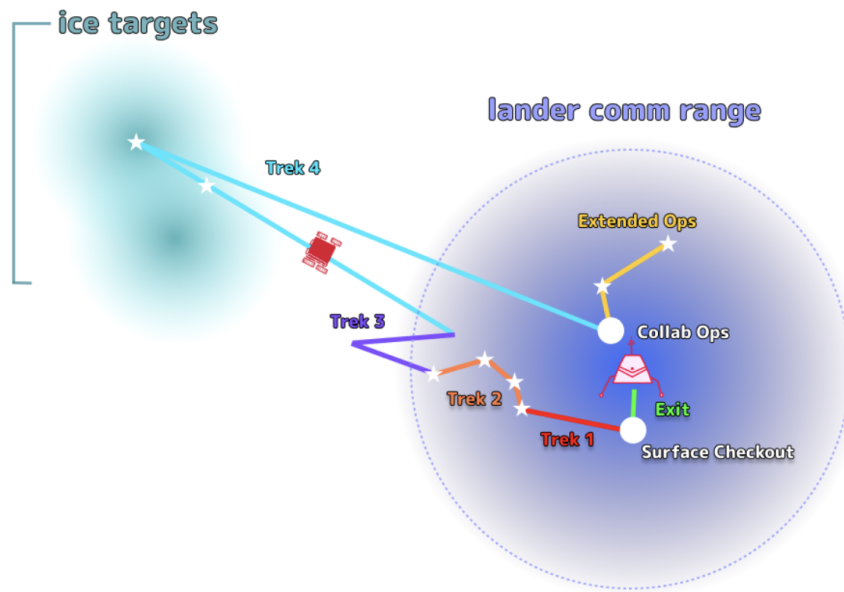 ice targets
lander comm range
Trek 4
Extended Ops
Trek 3
Collab Ops
Trek 2
Exit
Trek 1
Surface Checkout